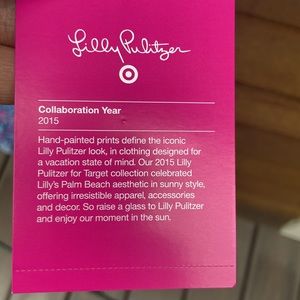 Lilly Pulitzer
Collaboration Year
2015
Hand-painted prints define the iconic
Lilly Pulitzer look, in clothing designed for
a vacation state of mind. Our 2015 Lilly
Pulitzer for Target collection celebrated
Lilly's Palm Beach aesthetic in sunny style,
offering irresistible apparel, accessories
and decor. So raise a glass to Lilly Pulitzer
and enjoy our moment in the sun.